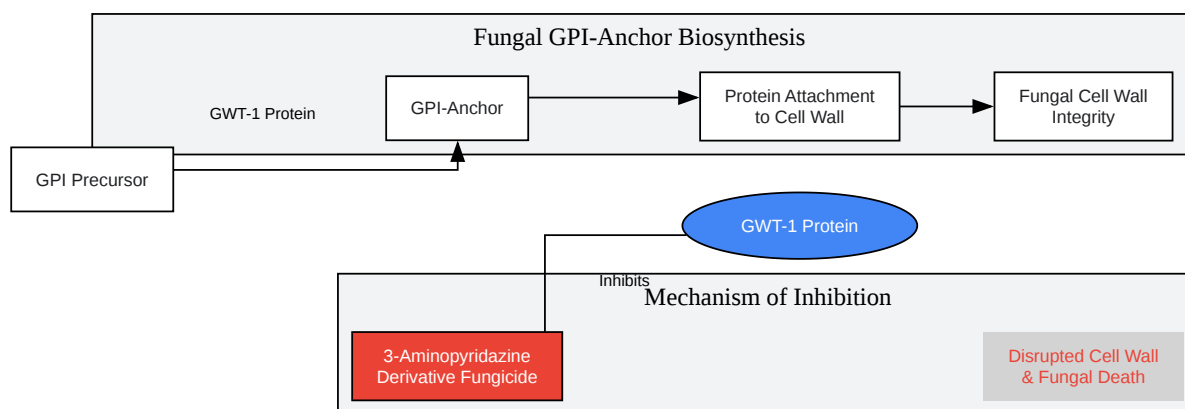 Fungal GPI-Anchor Biosynthesis
GWT-1 Protein
GPI-Anchor
Protein Attachment
to Cell Wall
Fungal Cell Wall
Integrity
GPI Precursor
GWT-1 Protein
Inhibits
Mechanism of Inhibition
3-Aminopyridazine
Derivative Fungicide
Disrupted Cell Wall
& Fungal Death